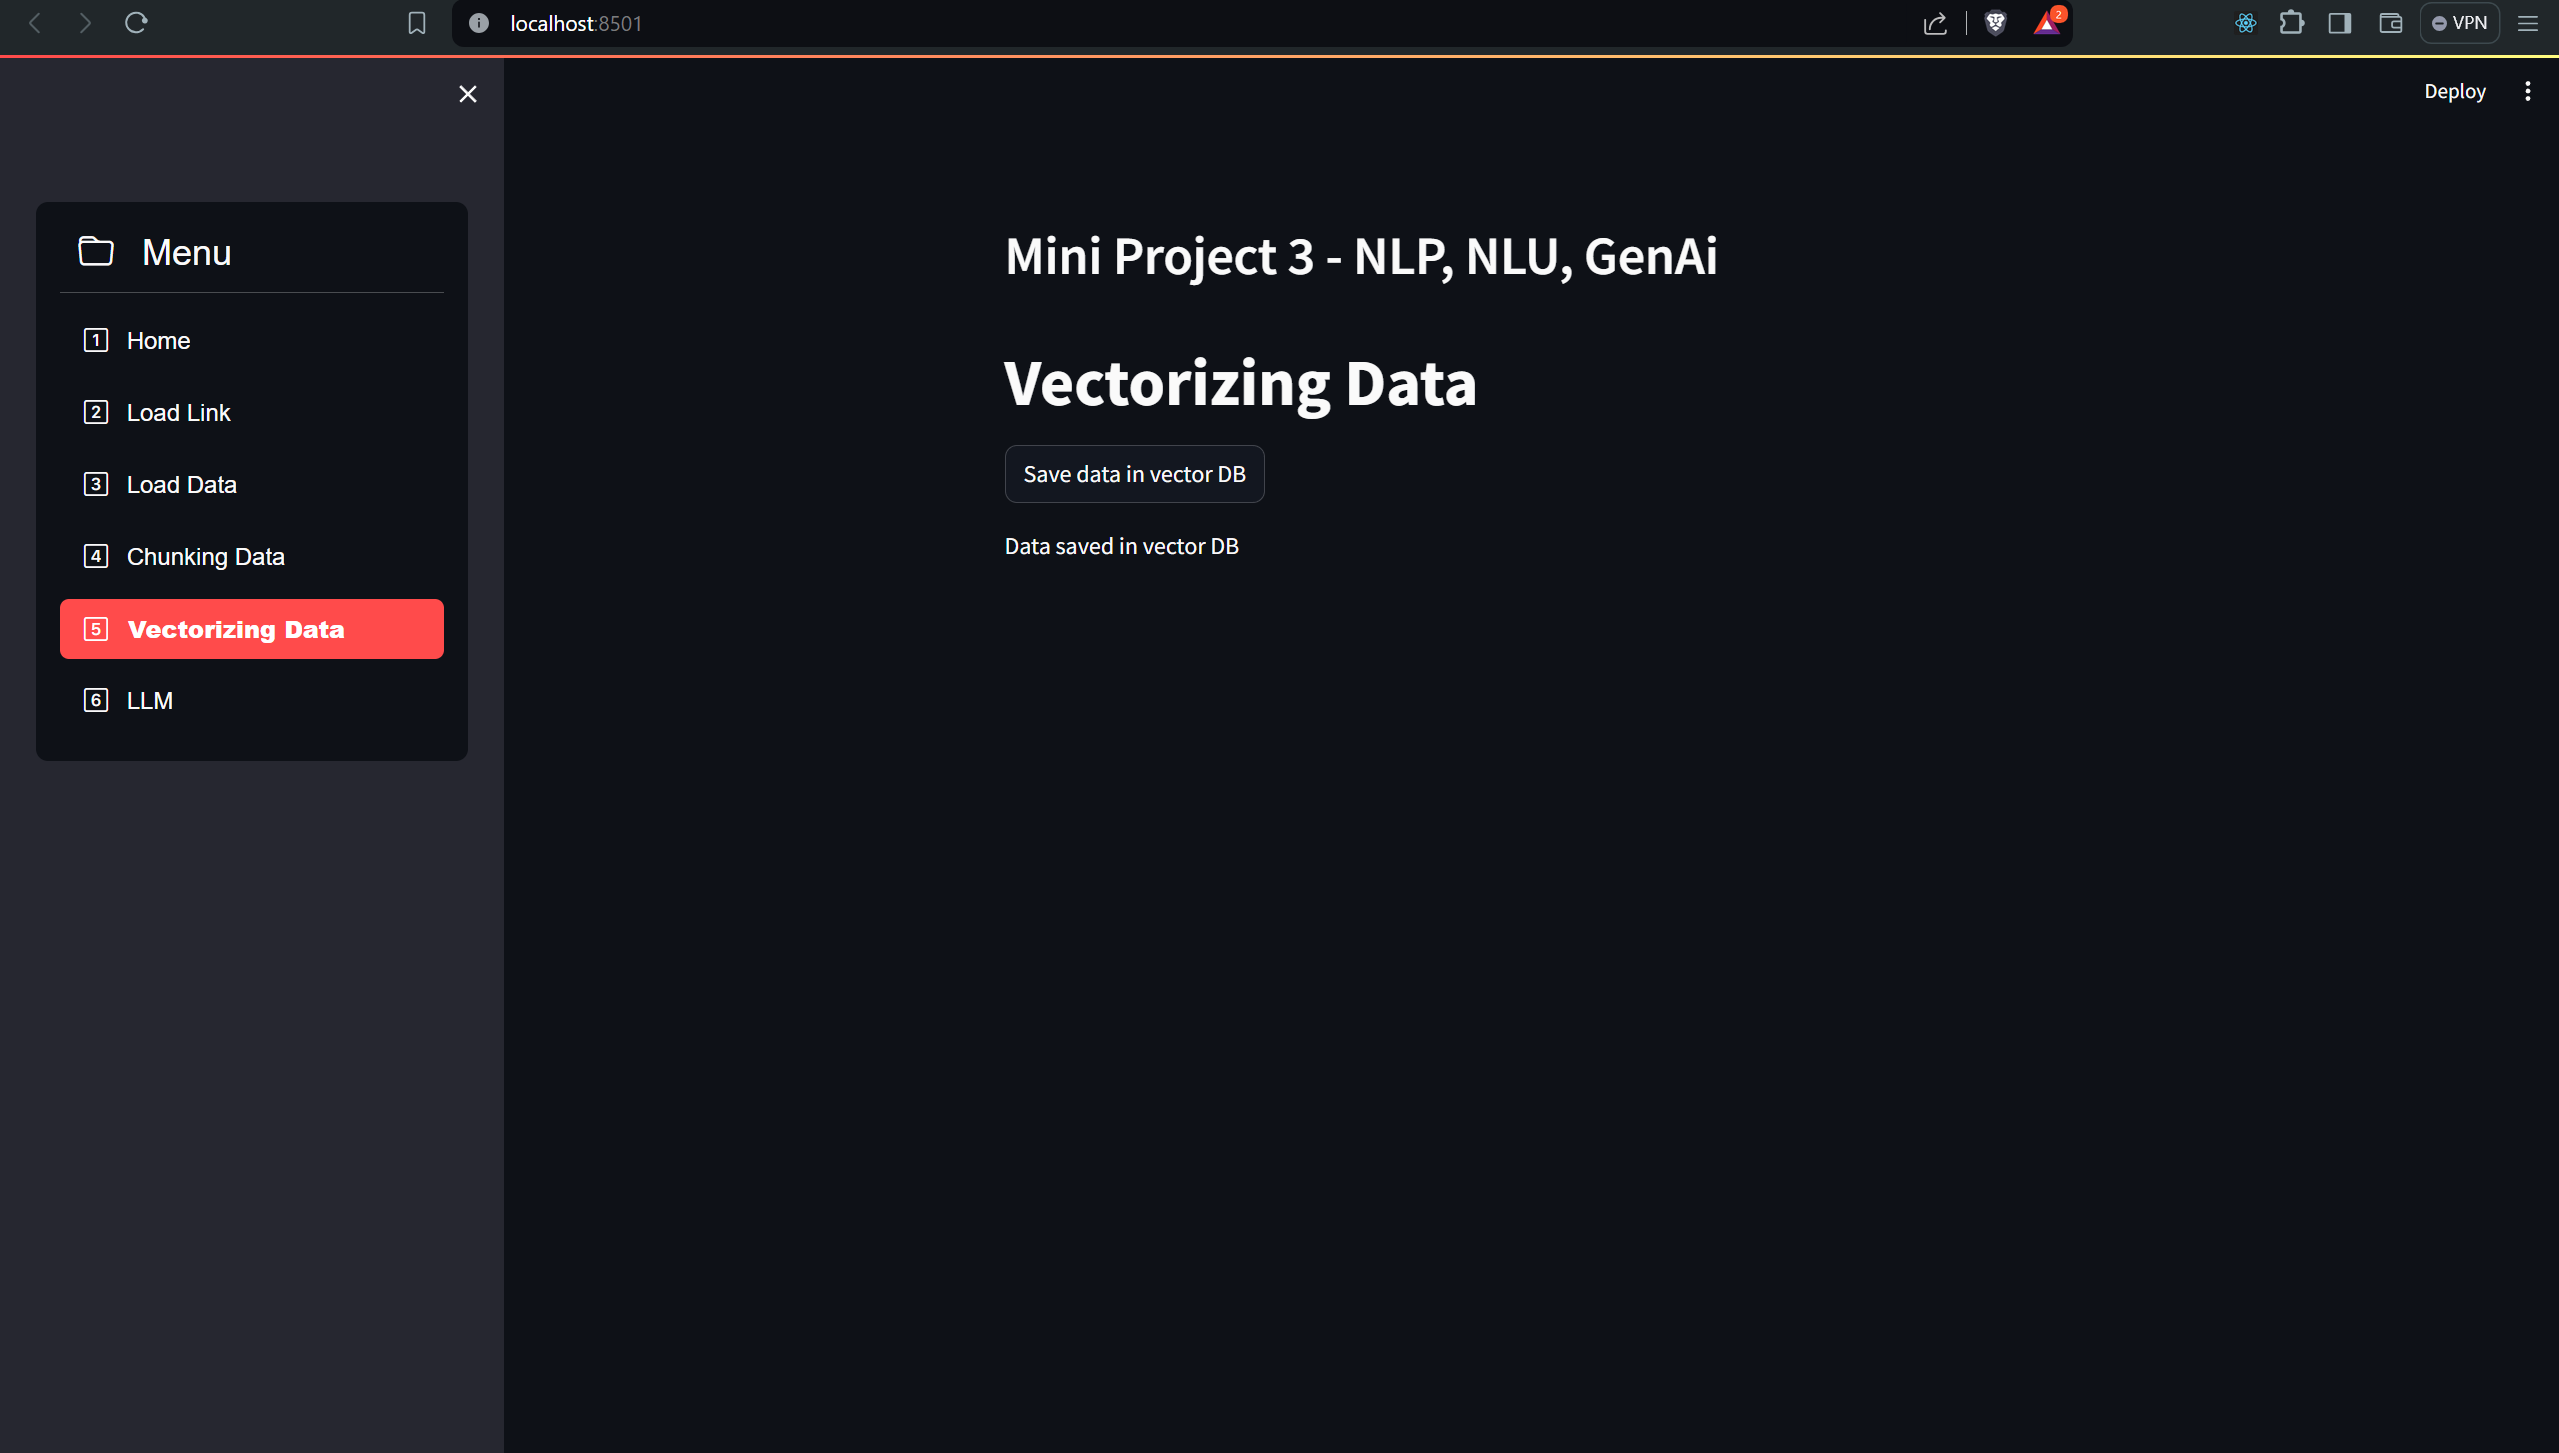 localhost:8501
2
VPN
Deploy
Menu
1 Home
2 Load Link
3 Load Data
4 Chunking Data
5 Vectorizing Data
6 LLM
Mini Project 3 - NLP, NLU, GenAi
Vectorizing Data
Save data in vector DB
Data saved in vector DB